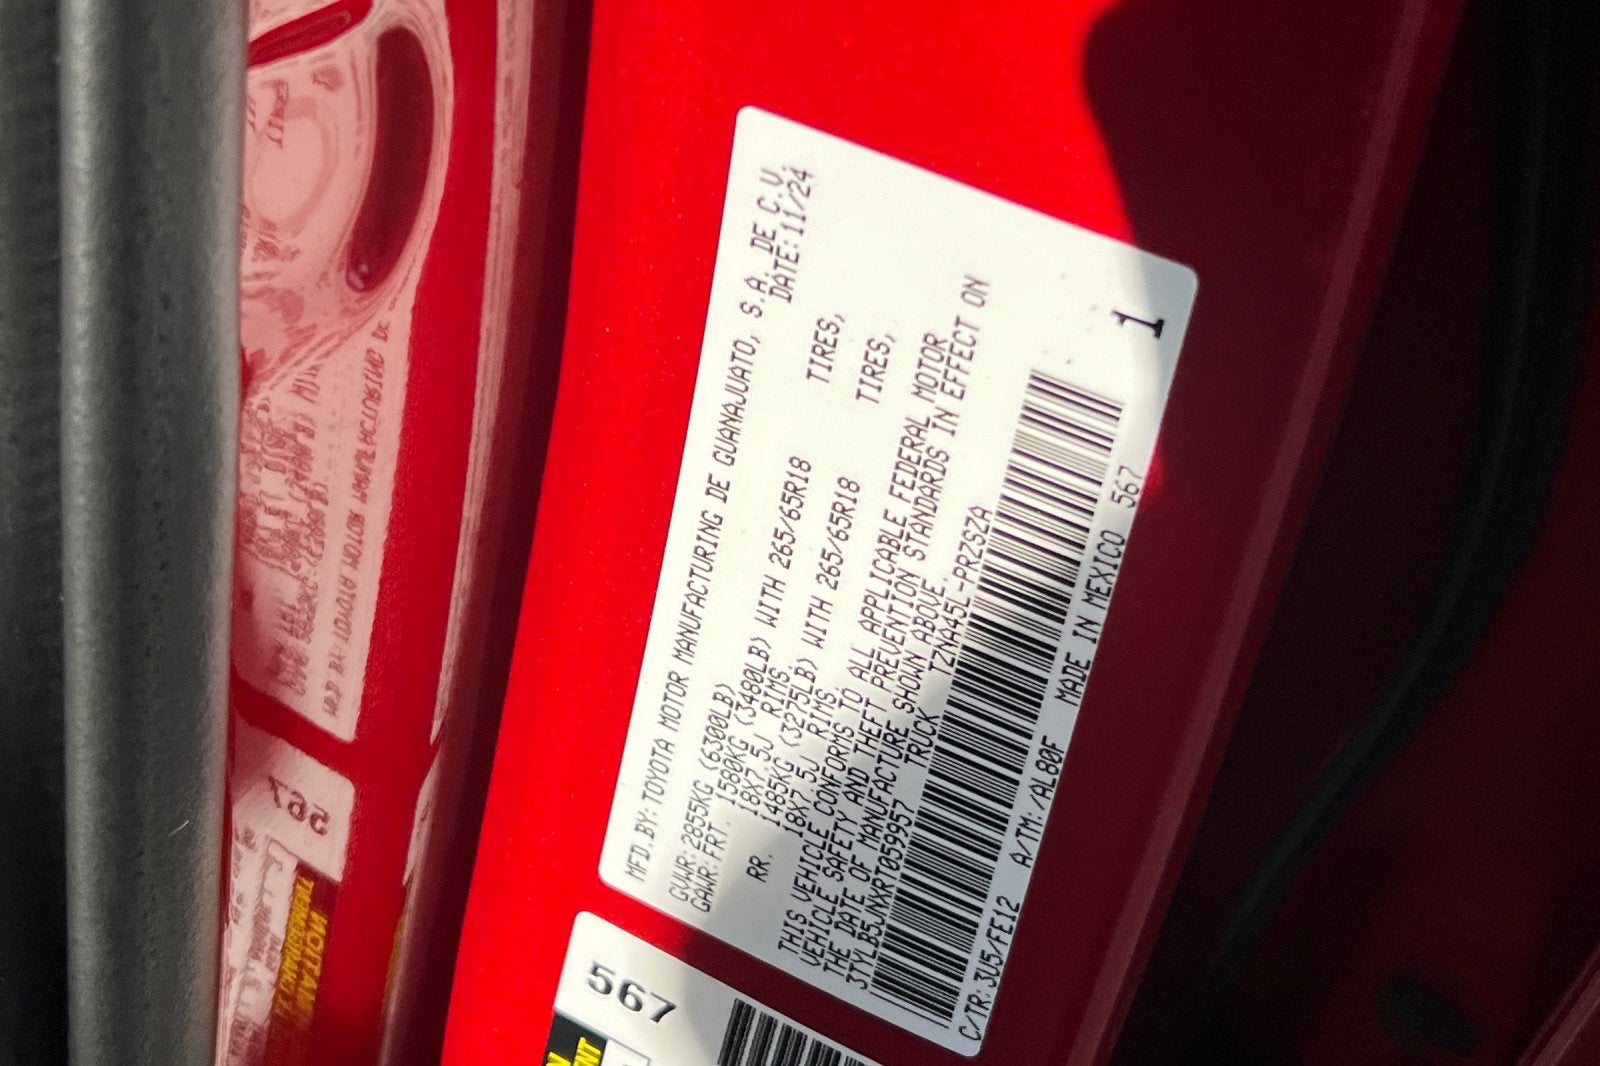 MFD.BY:TOYOTA MOTOR MANUFACTURING DE GUANAJUATO, S.A. DE C.V.
DATE:11/24
GVWR:2855KG (6300LB)
GAWR:FRT. 1580KG (3480LB) WITH 265/65R18 TIRES,
18X7.5J RIMS.
RR. 1485KG (3275LB) WITH 265/65R18 TIRES,
18X7.5J RIMS.
THIS VEHICLE CONFORMS TO ALL APPLICABLE FEDERAL MOTOR
VEHICLE SAFETY AND THEFT PREVENTION STANDARDS IN EFFECT ON
THE DATE OF MANUFACTURE SHOWN ABOVE.
3TYLB5JNXRT059957 TRUCK TZNA45L-PRZSZA
C/TR:3U5/FE12 A/TM: /AL80F MADE IN MEXICO 567
1
567